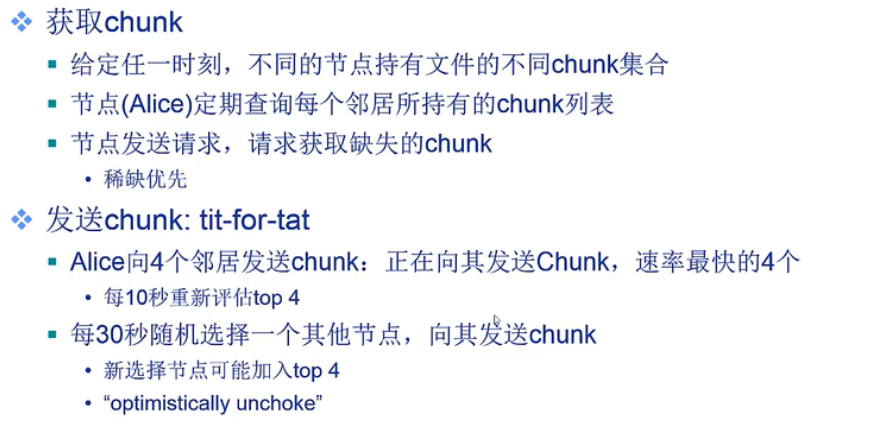 获取chunk
给定任一时刻，不同的节点持有文件的不同chunk集合
节点(Alice)定期查询每个邻居所持有的chunk列表
节点发送请求，请求获取缺失的chunk
稀缺优先
发送chunk: tit-for-tat
Alice向4个邻居发送chunk：正在向其发送Chunk，速率最快的4个
每10秒重新评估top 4
每30秒随机选择一个其他节点，向其发送chunk
新选择节点可能加入top 4
“optimistically unchoke”